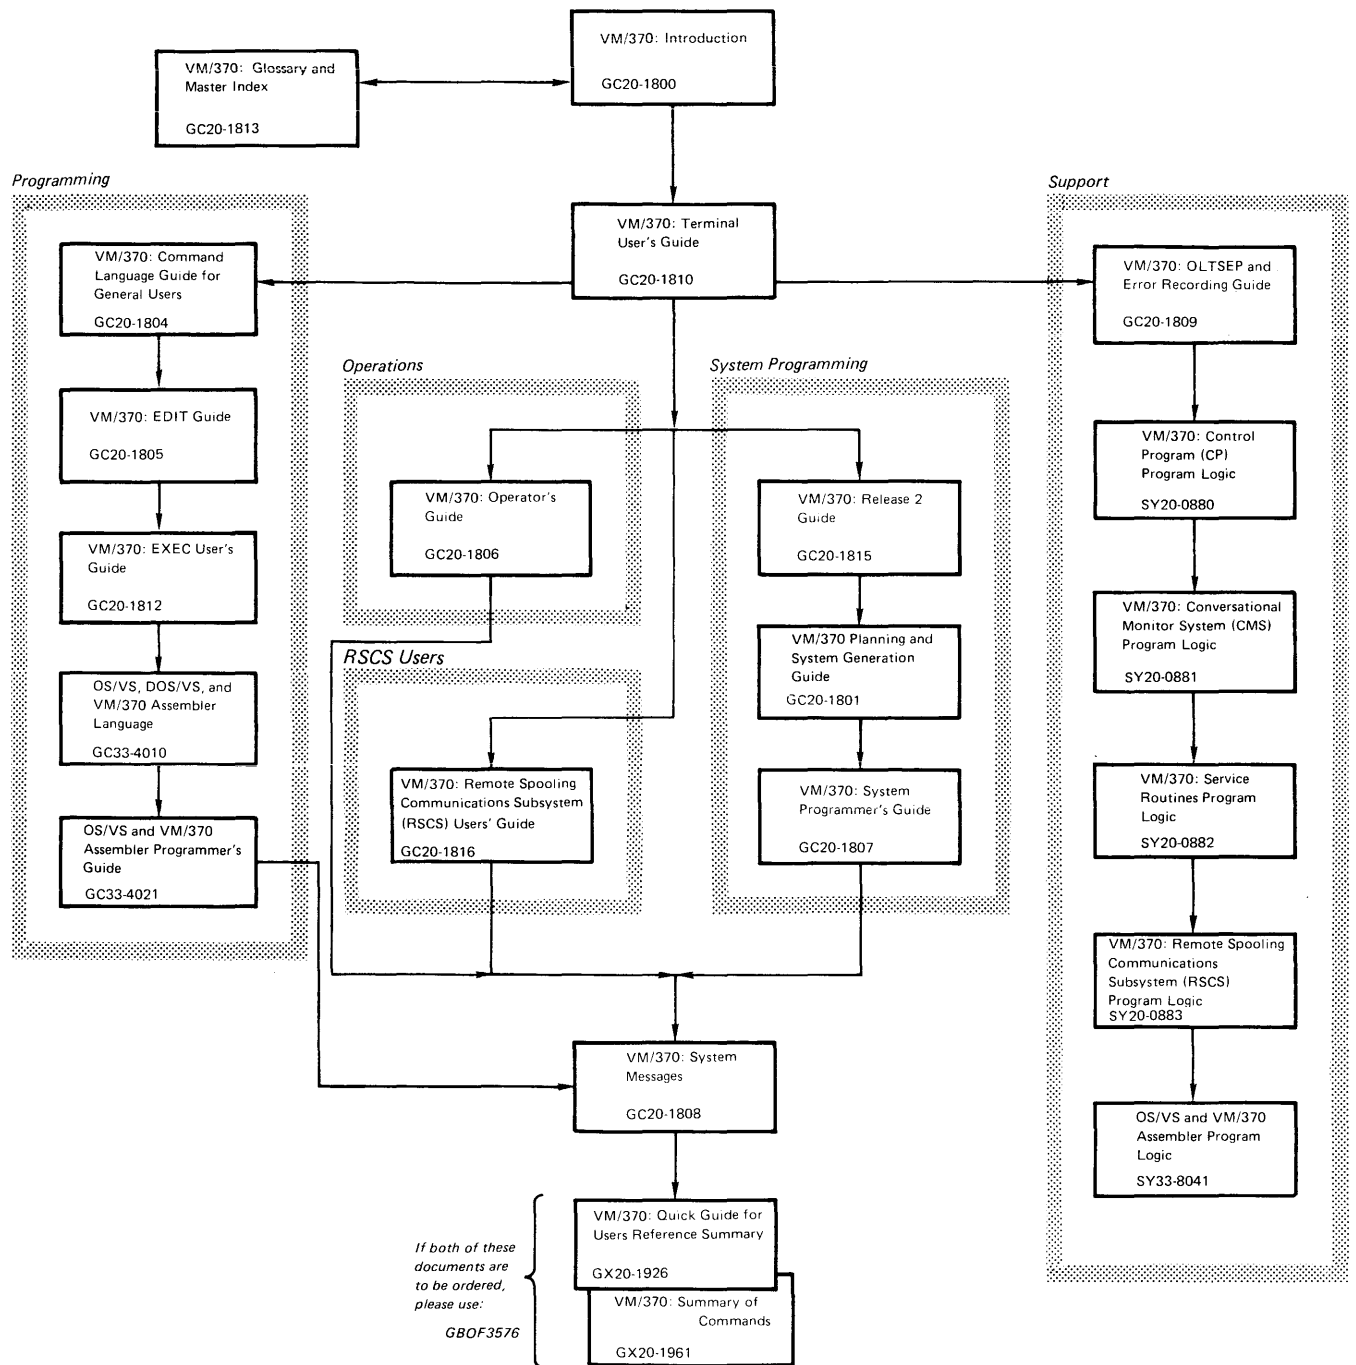 VM/370: Introduction
GC20-1800
VM/370: Glossary and
Master Index
GC20-1813
Programming
Support
VM/370: Terminal
User's Guide
GC20-1810
VM/370: Command
Language Guide for
General Users
GC20-1804
VM/370: EDIT Guide
GC20-1805
VM/370: EXEC User's
Guide
GC20-1812
OS/VS, DOS/VS, and
VM/370 Assembler
Language
GC33-4010
OS/VS and VM/370
Assembler Programmer's
Guide
GC33-4021
Operations
VM/370: Operator's
Guide
GC20-1806
RSCS Users
VM/370: Remote Spooling
Communications Subsystem
(RSCS) Users' Guide
GC20-1816
System Programming
VM/370: Release 2
Guide
GC20-1815
VM/370 Planning and
System Generation
Guide
GC20-1801
VM/370: System
Programmer's Guide
GC20-1807
VM/370: OLTSEP and
Error Recording Guide
GC20-1809
VM/370: Control
Program (CP)
Program Logic
SY20-0880
VM/370: Conversational
Monitor System (CMS)
Program Logic
SY20-0881
VM/370: Service
Routines Program
Logic
SY20-0882
VM/370: Remote Spooling
Communications
Subsystem (RSCS)
Program Logic
SY20-0883
OS/VS and VM/370
Assembler Program
Logic
SY33-8041
VM/370: System
Messages
GC20-1808
VM/370: Quick Guide for
Users Reference Summary
GX20-1926
VM/370: Summary of
Commands
GX20-1961
If both of these
documents are
to be ordered,
please use:
GBOF3576